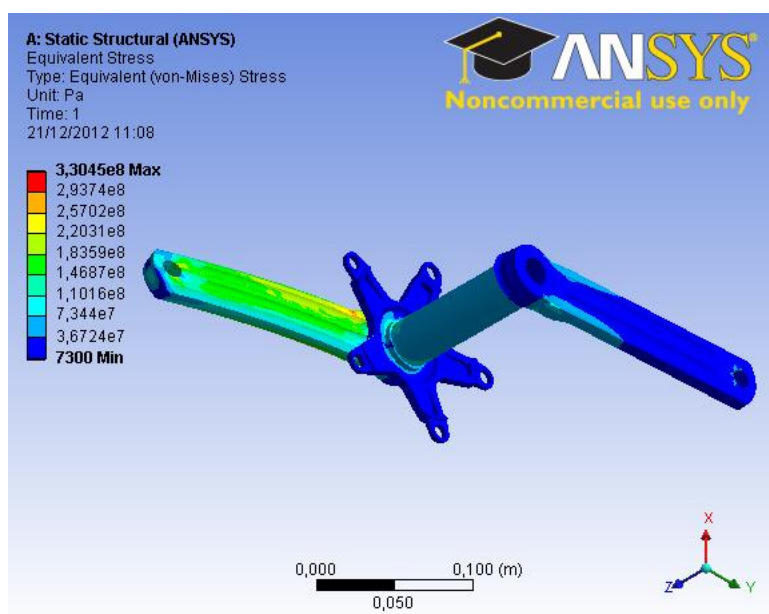 A: Static Structural (ANSYS)
Equivalent Stress
Type: Equivalent (von-Mises) Stress
Unit: Pa
Time: 1
21/12/2012 11:08
ANSYS®
Noncommercial use only
3,3045e8 Max
2,9374e8
2,5702e8
2,2031e8
1,8359e8
1,4687e8
1,1016e8
7,344e7
3,6724e7
7300 Min
0,000 0,100 (m)
0,050
X
Z Y